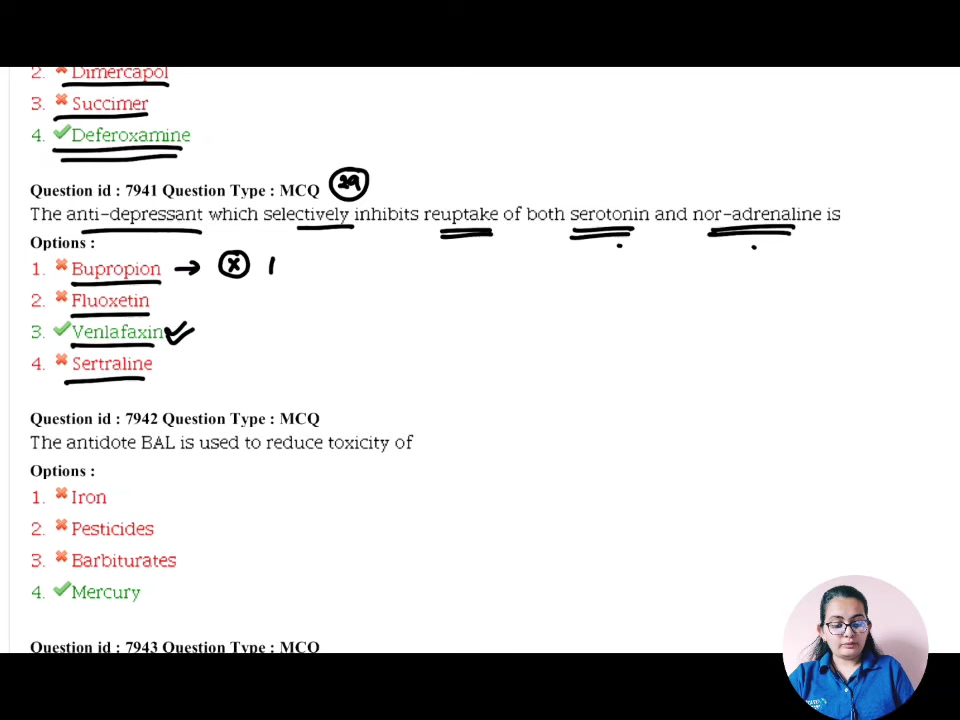 2. Dimercapol
3. Succimer
4. Deferoxamine
Question id : 7941 Question Type : MCQ 29
The anti-depressant which selectively inhibits reuptake of both serotonin and nor-adrenaline is
Options :
1. Bupropion → x 1
2. Fluoxetin
3. Venlafaxin
4. Sertraline
Question id : 7942 Question Type : MCQ
The antidote BAL is used to reduce toxicity of
Options :
1. Iron
2. Pesticides
3. Barbiturates
4. Mercury
Question id : 7943 Question Type : MCQ